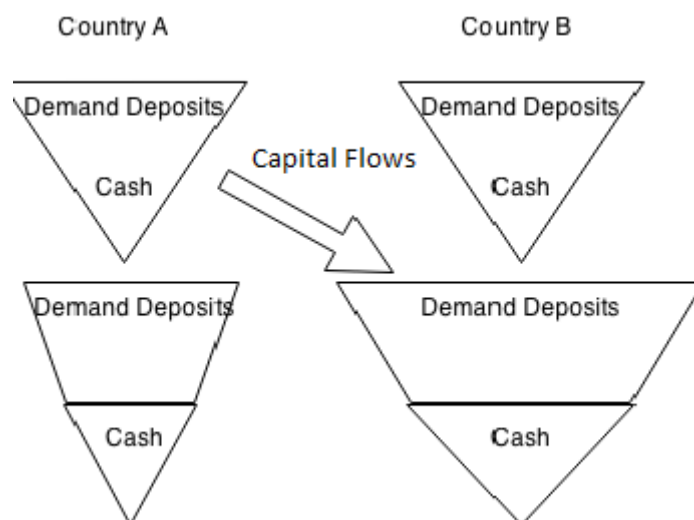 Country A
Country B
Demand Deposits
Demand Deposits
Capital Flows
Cash
Cash
Demand Deposits
Demand Deposits
Cash
Cash